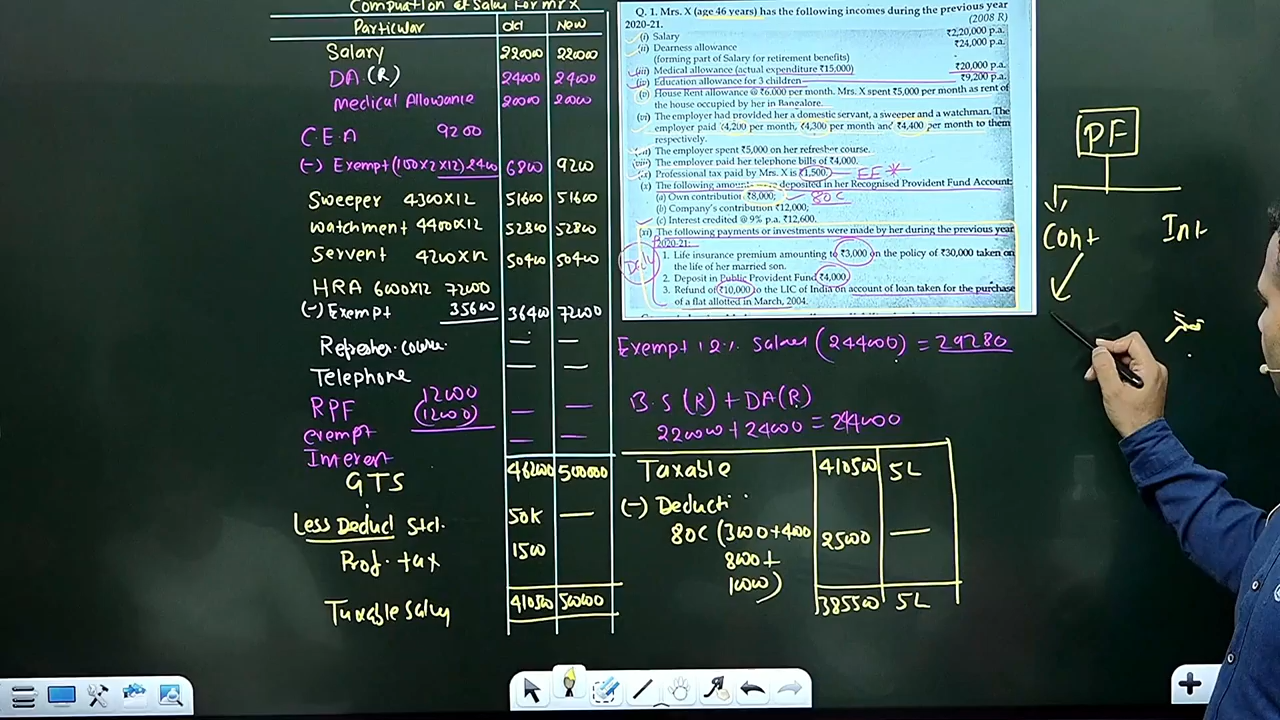 Compuation of Salary For Mr X
Particular Old New
Salary 220000 220000
DA (R) 24000 24000
Medical Allowance 20000 20000
C.E.A 9200
(-) Exempt (100x2x12) 2400 6800 9200
Sweeper 4300x12 51600 51600
Watchment 4400x12 52800 52800
Servent 4200x12 50400 50400
HRA 6000x12 72000
(-) Exempt 35600 36400 72000
Refresher course — —
Telephone — —
RPF 12000
exempt (12000) — —
Interest — —
GTS 462000 500000
Less Deduct Std. 50K —
Prof. tax 1500
Taxable Salary 410500 500000
Q. 1. Mrs. X (age 46 years) has the following incomes during the previous year
2020-21. (2008 R)
(i) Salary ₹2,20,000 p.a.
(ii) Dearness allowance ₹24,000 p.a.
(forming part of Salary for retirement benefits)
(iii) Medical allowance (actual expenditure ₹15,000) ₹20,000 p.a.
(iv) Education allowance for 3 children ₹9,200 p.a.
(v) House Rent allowance @ ₹6,000 per month. Mrs. X spent ₹5,000 per month as rent of
the house occupied by her in Bangalore.
(vi) The employer had provided her a domestic servant, a sweeper and a watchman. The
employer paid ₹4,200 per month, ₹4,300 per month and ₹4,400 per month to them
respectively.
(vii) The employer spent ₹5,000 on her refresher course.
(viii) The employer paid her telephone bills of ₹4,000.
(ix) Professional tax paid by Mrs. X is ₹1,500. EE *
(x) The following amounts were deposited in her Recognised Provident Fund Account:
(a) Own contribution ₹8,000; 80C
(b) Company's contribution ₹12,000;
(c) Interest credited @ 9% p.a. ₹12,600.
(xi) The following payments or investments were made by her during the previous year
2020-21:
1. Life insurance premium amounting to ₹3,000 on the policy of ₹30,000 taken on
the life of her married son.
2. Deposit in Public Provident Fund ₹4,000
3. Refund of ₹10,000 to the LIC of India on account of loan taken for the purchase
of a flat allotted in March, 2004.
Exempt 12% Salary (244000) = 29280
B.S (R) + DA(R)
220000 + 24000 = 244000
Taxable 410500 5L
(-) Deducti
80C (3000+4000 25000 —
8000+
10000)
385500 5L
PF
Cont Int